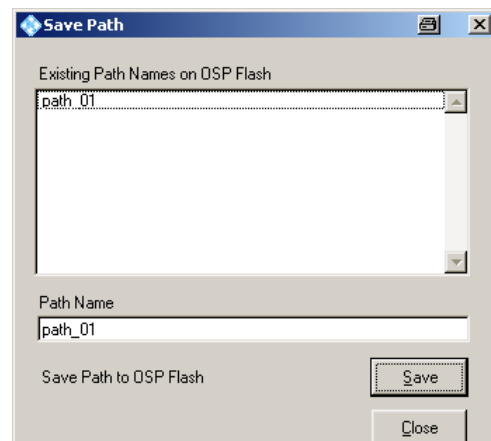 Save Path
Existing Path Names on OSP Flash
path_01
Path Name
path_01
Save Path to OSP Flash
Save
Close